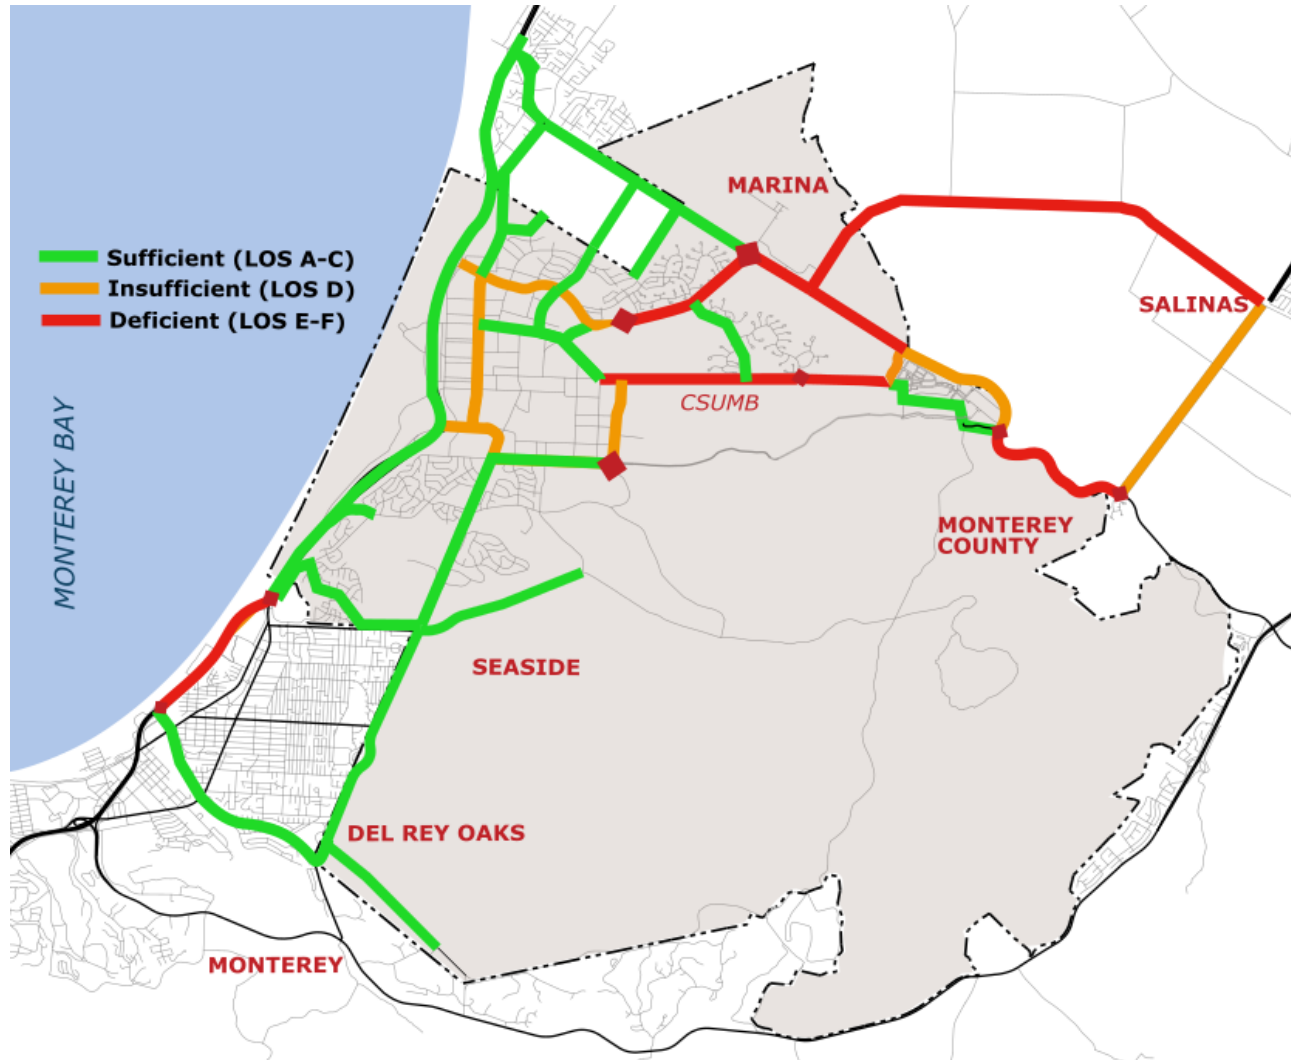 MARINA
Sufficient (LOS A-C)
Insufficient (LOS D)
Deficient (LOS E-F)
SALINAS
CSUMB
MONTEREY BAY
MONTEREY
COUNTY
SEASIDE
DEL REY OAKS
MONTEREY